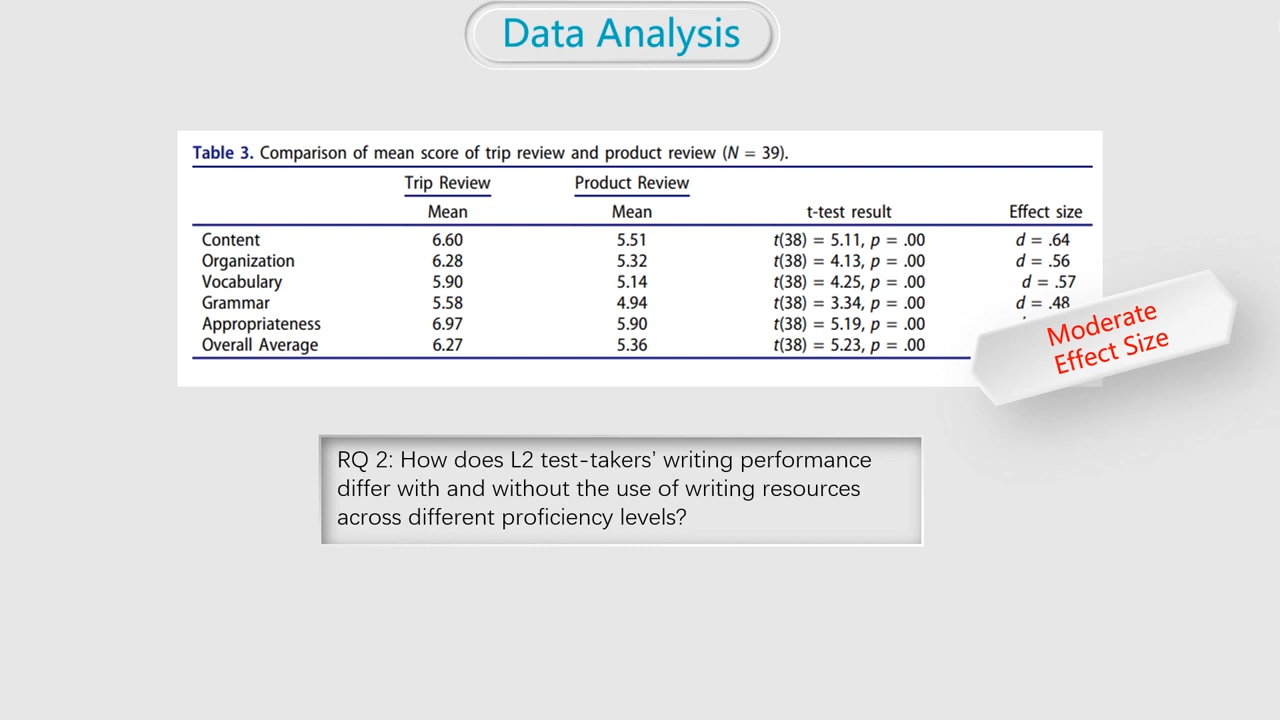 Data Analysis
Table 3. Comparison of mean score of trip review and product review (N = 39).
Trip Review Product Review
Mean Mean t-test result Effect size
Content 6.60 5.51 t(38) = 5.11, p = .00 d = .64
Organization 6.28 5.32 t(38) = 4.13, p = .00 d = .56
Vocabulary 5.90 5.14 t(38) = 4.25, p = .00 d = .57
Grammar 5.58 4.94 t(38) = 3.34, p = .00 d = .48
Appropriateness 6.97 5.90 t(38) = 5.19, p = .00
Overall Average 6.27 5.36 t(38) = 5.23, p = .00
Moderate
Effect Size
RQ 2: How does L2 test-takers’ writing performance
differ with and without the use of writing resources
across different proficiency levels?